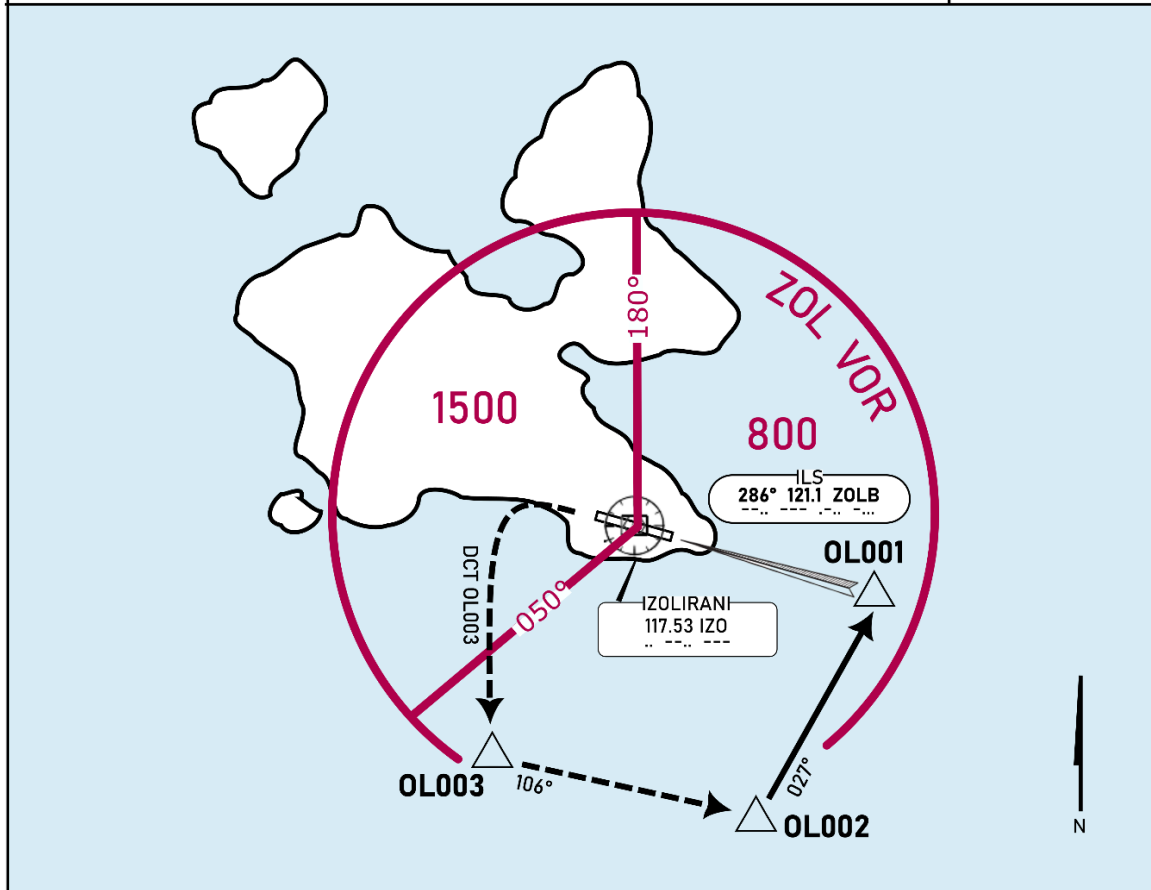 ZOL VOR
180°
1500
800
ILS
286° 121.1 ZOLB
--.. --- .-.. -...
OL001
DCT OL003
050°
IZOLIRANI
117.53 IZO
.. --.. ---
027°
OL003
106°
OL002
N